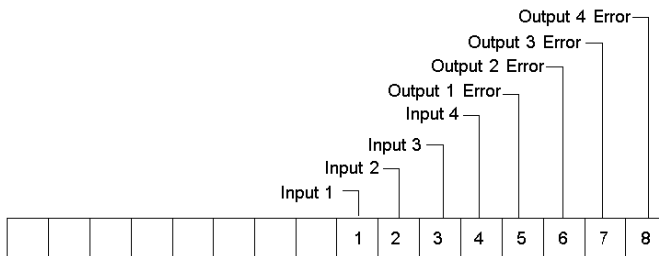 Output 4 Error
Output 3 Error
Output 2 Error
Output 1 Error
Input 4
Input 3
Input 2
Input 1
1 2 3 4 5 6 7 8